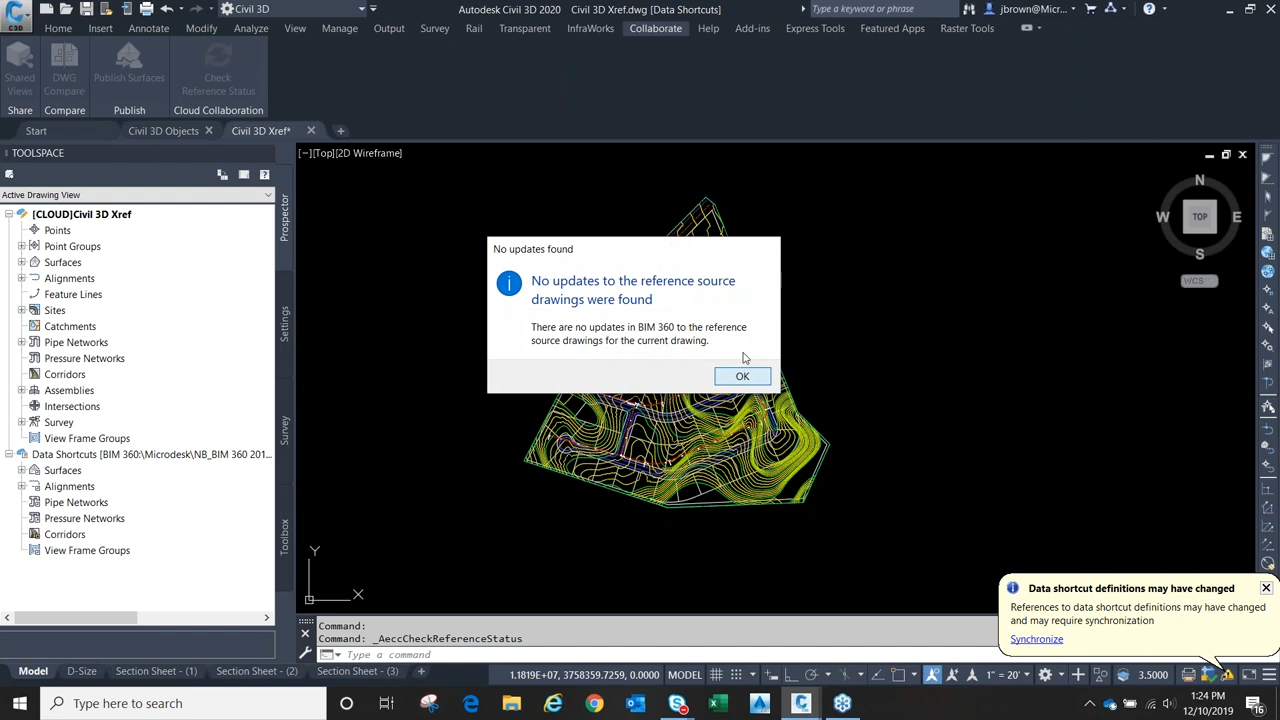 C3D
Civil 3D
Autodesk Civil 3D 2020 Civil 3D Xref.dwg [Data Shortcuts]
Type a keyword or phrase
jbrown@Micr...
Home Insert Annotate Modify Analyze View Manage Output Survey Rail Transparent InfraWorks Collaborate Help Add-ins Express Tools Featured Apps Raster Tools
Shared Views
DWG Compare
Publish Surfaces
Check Reference Status
Share Compare Publish Cloud Collaboration
Start Civil 3D Objects Civil 3D Xref*
TOOLSPACE
[−][Top][2D Wireframe]
Active Drawing View
[CLOUD]Civil 3D Xref
Points
Point Groups
Surfaces
Alignments
Feature Lines
Sites
Catchments
Pipe Networks
Pressure Networks
Corridors
Assemblies
Intersections
Survey
View Frame Groups
Data Shortcuts [BIM 360:\Microdesk\NB_BIM 360 201...
Surfaces
Alignments
Pipe Networks
Pressure Networks
Corridors
View Frame Groups
Prospector
Settings
Survey
Toolbox
N
W TOP E
S
WCS
No updates found
No updates to the reference source
drawings were found
There are no updates in BIM 360 to the reference
source drawings for the current drawing.
OK
Y
X
Data shortcut definitions may have changed
References to data shortcut definitions may have changed
and may require synchronization
Synchronize
Command:
Command: _AeccCheckReferenceStatus
Type a command
Model D-Size Section Sheet - (1) Section Sheet - (2) Section Sheet - (3)
1.1819E+07, 3758359.7259, 0.0000 MODEL 1" = 20' 3.5000
Type here to search
1:24 PM
12/10/2019
16